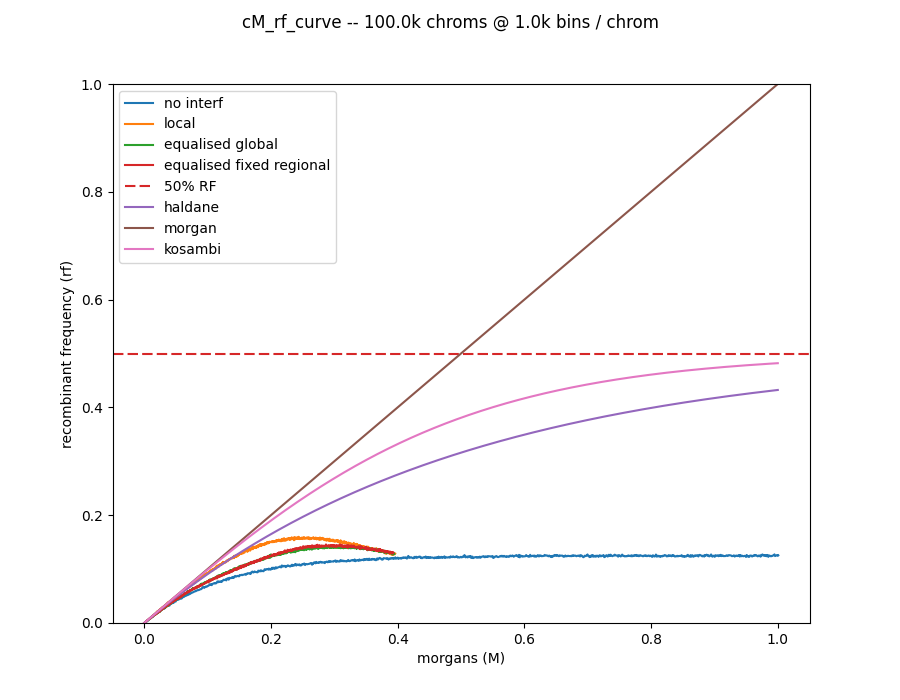 cM_rf_curve -- 100.0k chroms @ 1.0k bins / chrom
1.0
0.8
0.6
0.4
0.2
0.0
recombinant frequency (rf)
no interf
local
equalised global
equalised fixed regional
50% RF
haldane
morgan
kosambi
0.0 0.2 0.4 0.6 0.8 1.0
morgans (M)